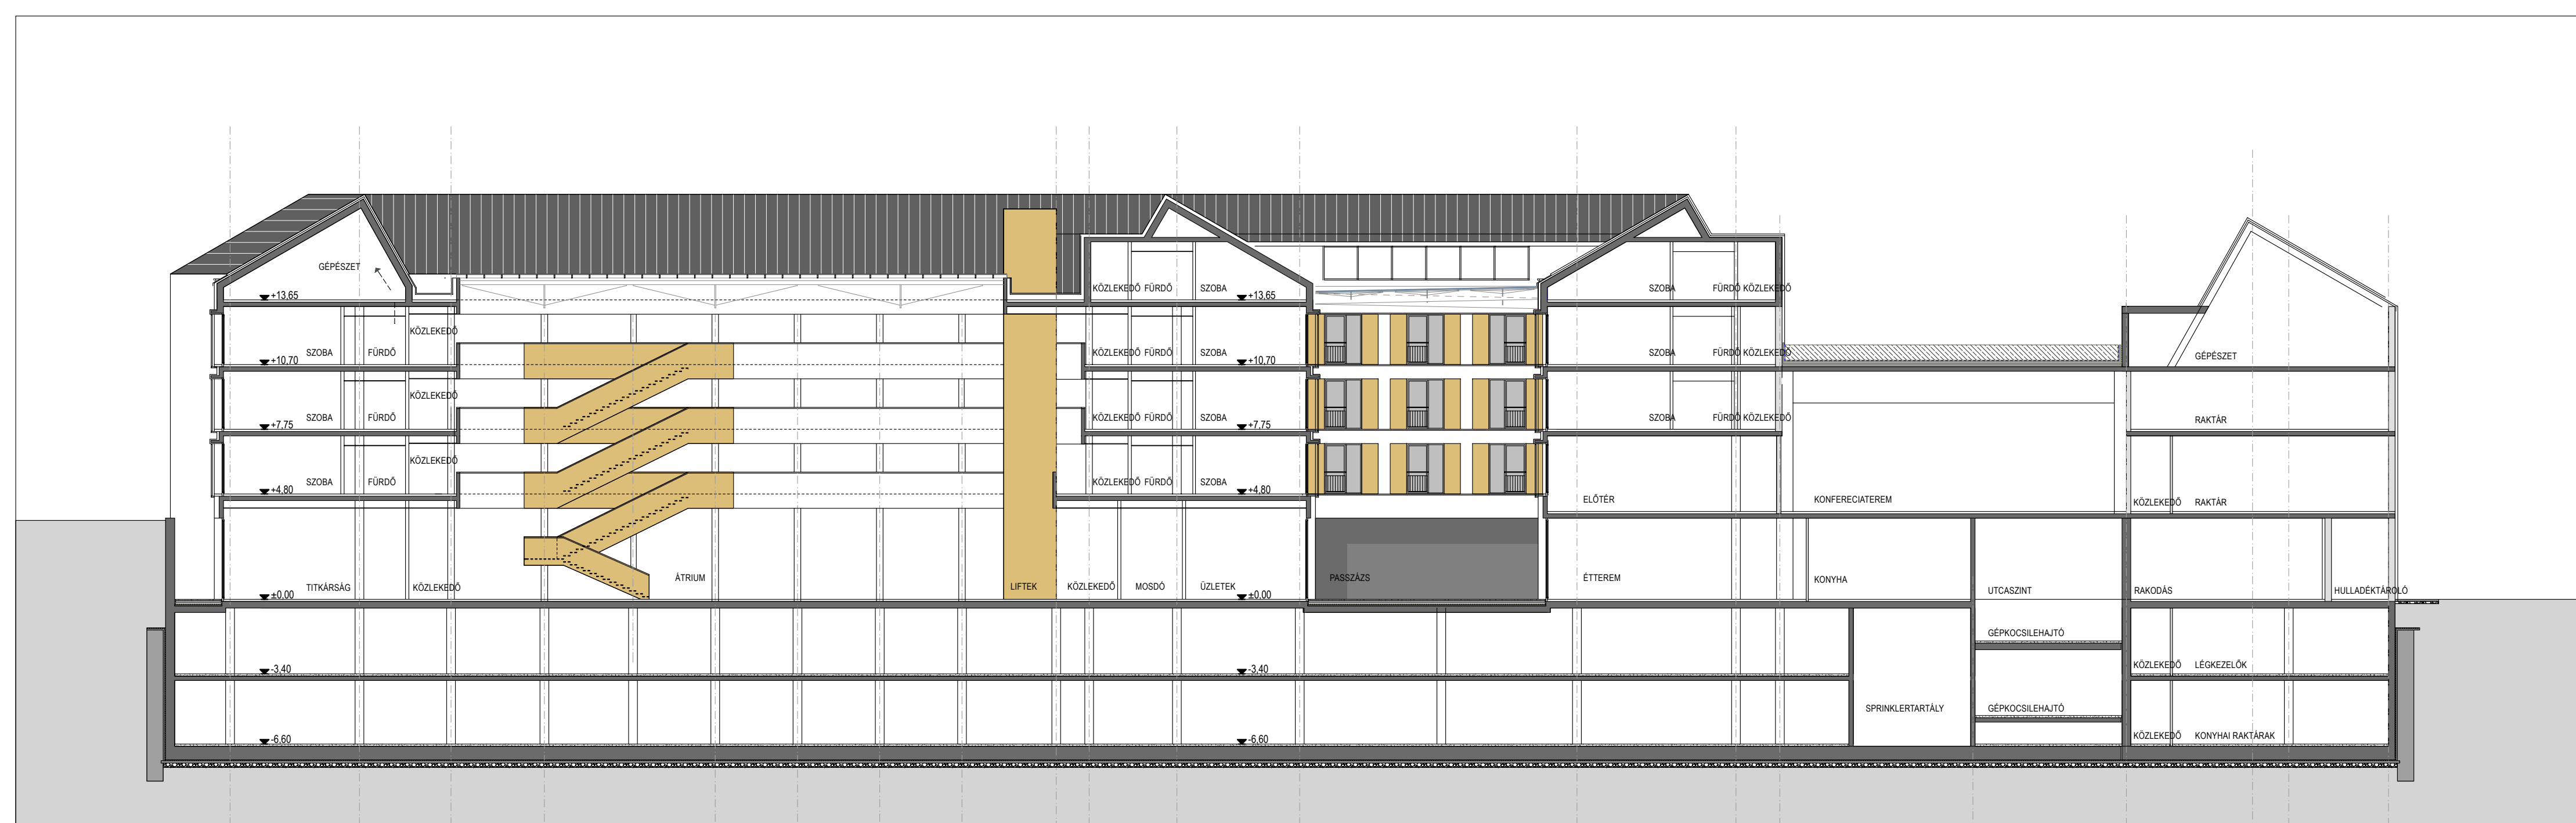 GÉPÉSZET
KÖZLEKEDŐ FÜRDŐ SZOBA SZOBA FÜRDŐ KÖZLEKEDŐ
+13,65 +13,65
KÖZLEKEDŐ
SZOBA FÜRDŐ KÖZLEKEDŐ FÜRDŐ SZOBA SZOBA FÜRDŐ KÖZLEKEDŐ GÉPÉSZET
+10,70 +10,70
KÖZLEKEDŐ
SZOBA FÜRDŐ KÖZLEKEDŐ FÜRDŐ SZOBA SZOBA FÜRDŐ KÖZLEKEDŐ RAKTÁR
+7,75 +7,75
KÖZLEKEDŐ
SZOBA FÜRDŐ KÖZLEKEDŐ FÜRDŐ SZOBA
+4,80 +4,80
ELŐTÉR KONFERECIATEREM KÖZLEKEDŐ RAKTÁR
ÁTRIUM PASSZÁZS ÉTTEREM KONYHA
TITKÁRSÁG KÖZLEKEDŐ LIFTEK KÖZLEKEDŐ MOSDÓ ÜZLETEK UTCASZINT RAKODÁS HULLADÉKTÁROLÓ
±0,00 ±0,00
GÉPKOCSILEHAJTÓ
-3,40 -3,40 KÖZLEKEDŐ LÉGKEZELŐK
SPRINKLERTARTÁLY GÉPKOCSILEHAJTÓ
-6,60 -6,60 KÖZLEKEDŐ KONYHAI RAKTÁRAK